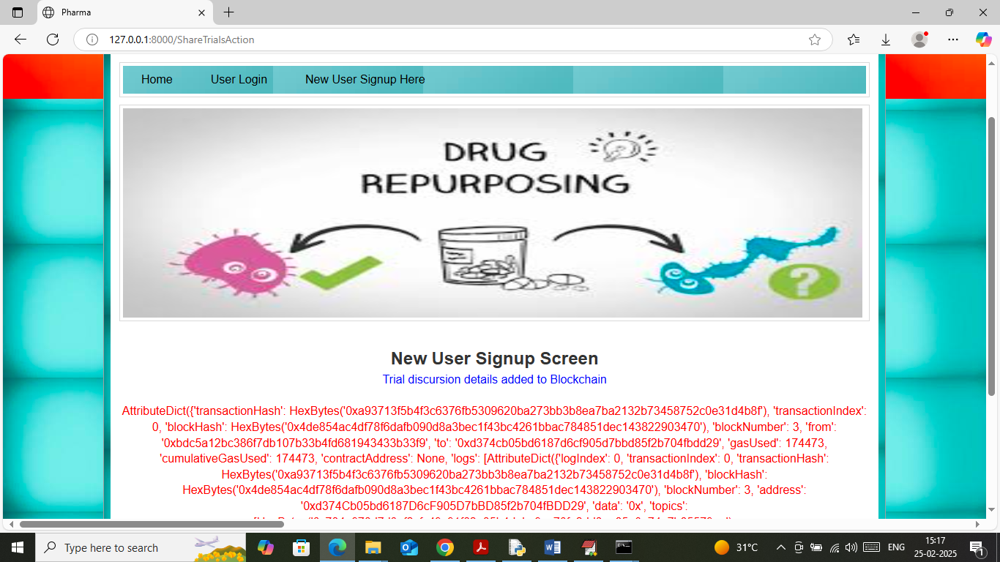 Pharma
127.0.0.1:8000/ShareTrialsAction
Home User Login New User Signup Here
DRUG
REPURPOSING
?
New User Signup Screen
Trial discursion details added to Blockchain
AttributeDict({'transactionHash': HexBytes('0xa93713f5b4f3c6376fb5309620ba273bb3b8ea7ba2132b73458752c0e31d4b8f'), 'transactionIndex':
0, 'blockHash': HexBytes('0x4de854ac4df78f6dafb090d8a3bec1f43bc4261bbac784851dec143822903470'), 'blockNumber': 3, 'from':
'0xbdc5a12bc386f7db107b33b4fd681943433b33f9', 'to': '0xd374cb05bd6187d6cf905d7bbd85f2b704fbdd29', 'gasUsed': 174473,
'cumulativeGasUsed': 174473, 'contractAddress': None, 'logs': [AttributeDict({'logIndex': 0, 'transactionIndex': 0, 'transactionHash':
HexBytes('0xa93713f5b4f3c6376fb5309620ba273bb3b8ea7ba2132b73458752c0e31d4b8f'), 'blockHash':
HexBytes('0x4de854ac4df78f6dafb090d8a3bec1f43bc4261bbac784851dec143822903470'), 'blockNumber': 3, 'address':
'0xd374Cb05bd6187D6cF905D7bBD85f2b704fBDD29', 'data': '0x', 'topics':
Type here to search
31°C
ENG
15:17
25-02-2025
1